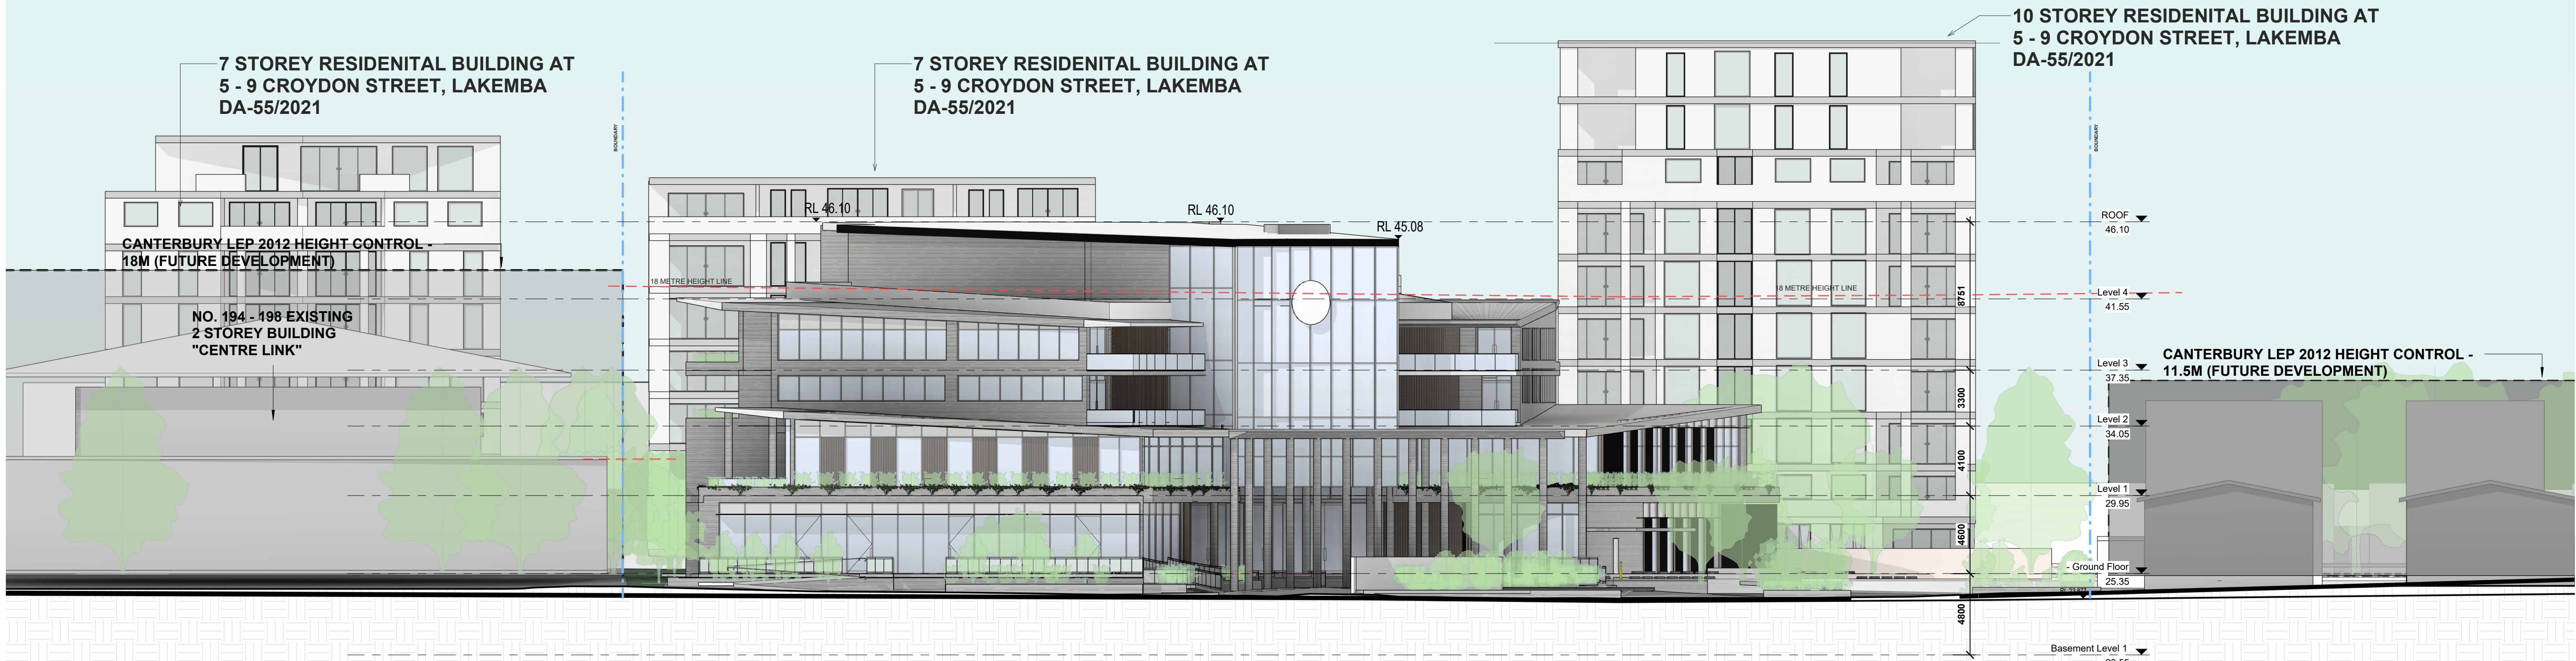 7 STOREY RESIDENITAL BUILDING AT
5 - 9 CROYDON STREET, LAKEMBA
DA-55/2021
7 STOREY RESIDENITAL BUILDING AT
5 - 9 CROYDON STREET, LAKEMBA
DA-55/2021
10 STOREY RESIDENITAL BUILDING AT
5 - 9 CROYDON STREET, LAKEMBA
DA-55/2021
BOUNDARY
BOUNDARY
CANTERBURY LEP 2012 HEIGHT CONTROL -
18M (FUTURE DEVELOPMENT)
NO. 194 - 198 EXISTING
2 STOREY BUILDING
"CENTRE LINK"
RL 46.10
RL 46.10
RL 45.08
18 METRE HEIGHT LINE
18 METRE HEIGHT LINE
ROOF
46.10
8751
Level 4
41.55
Level 3
37.35
3300
Level 2
34.05
4100
Level 1
29.95
4600
- Ground Floor
25.35
4800
Basement Level 1
CANTERBURY LEP 2012 HEIGHT CONTROL -
11.5M (FUTURE DEVELOPMENT)